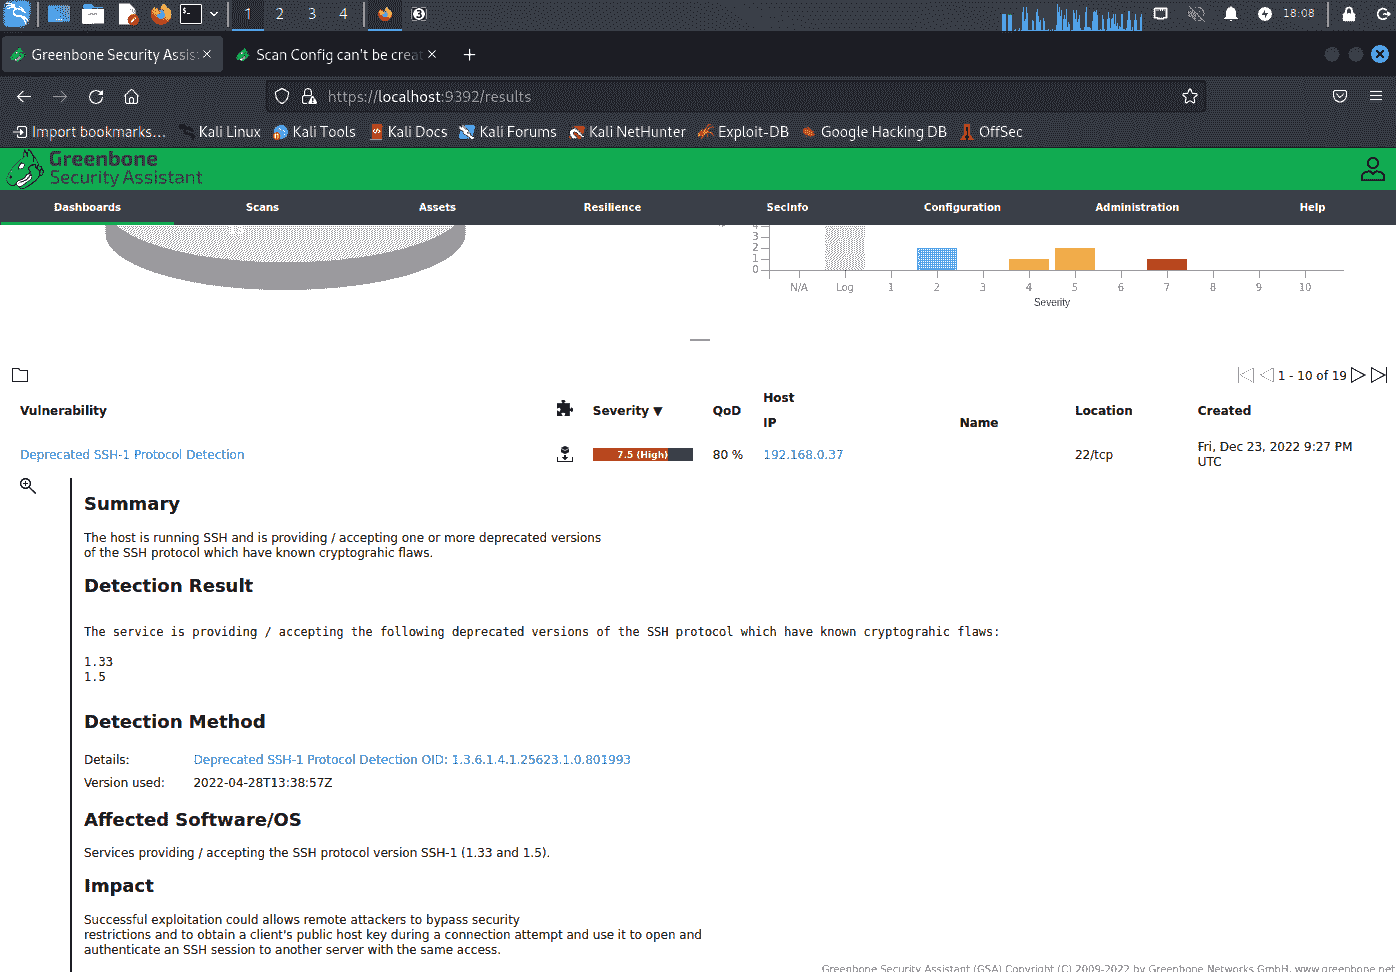 1 2 3 4 18:08
Greenbone Security Assis
Scan Config can't be creat
https://localhost:9392/results
Import bookmarks... Kali Linux Kali Tools Kali Docs Kali Forums Kali NetHunter Exploit-DB Google Hacking DB OffSec
Greenbone
Security Assistant
Dashboards Scans Assets Resilience SecInfo Configuration Administration Help
4
3
2
1
0
N/A Log 1 2 3 4 5 6 7 8 9 10
Severity
1 - 10 of 19
Vulnerability Severity ▼ QoD Host Location Created
IP Name
Deprecated SSH-1 Protocol Detection 7.5 (High) 80 % 192.168.0.37 22/tcp Fri, Dec 23, 2022 9:27 PM
UTC
Summary
The host is running SSH and is providing / accepting one or more deprecated versions
of the SSH protocol which have known cryptograhic flaws.
Detection Result
The service is providing / accepting the following deprecated versions of the SSH protocol which have known cryptograhic flaws:
1.33
1.5
Detection Method
Details: Deprecated SSH-1 Protocol Detection OID: 1.3.6.1.4.1.25623.1.0.801993
Version used: 2022-04-28T13:38:57Z
Affected Software/OS
Services providing / accepting the SSH protocol version SSH-1 (1.33 and 1.5).
Impact
Successful exploitation could allows remote attackers to bypass security
restrictions and to obtain a client's public host key during a connection attempt and use it to open and
authenticate an SSH session to another server with the same access.
Greenbone Security Assistant (GSA) Copyright (C) 2009-2022 by Greenbone Networks GmbH, www.greenbone.net